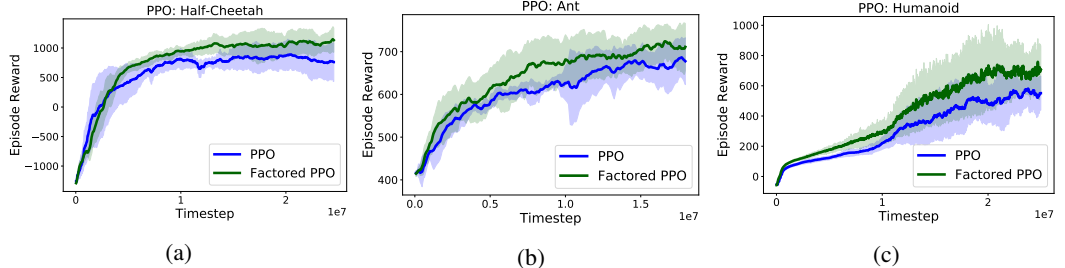 PPO: Half-Cheetah
Episode Reward
1000
500
0
−500
−1000
PPO
Factored PPO
0
1
2
1e7
Timestep
(a)
PPO: Ant
Episode Reward
700
600
500
400
PPO
Factored PPO
0.0
0.5
1.0
1.5
1e7
Timestep
(b)
PPO: Humanoid
Episode Reward
1000
800
600
400
200
0
PPO
Factored PPO
0
1
2
1e7
Timestep
(c)